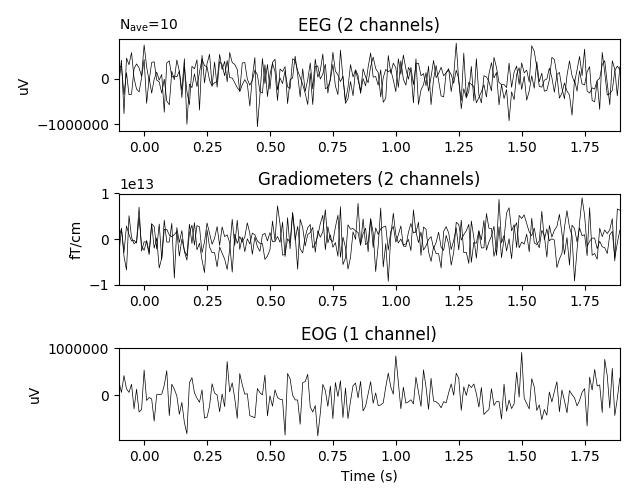 N_ave=10
EEG (2 channels)
0
−1000000
uV
0.00 0.25 0.50 0.75 1.00 1.25 1.50 1.75
1e13
Gradiometers (2 channels)
1
0
−1
fT/cm
0.00 0.25 0.50 0.75 1.00 1.25 1.50 1.75
EOG (1 channel)
1000000
0
uV
0.00 0.25 0.50 0.75 1.00 1.25 1.50 1.75
Time (s)